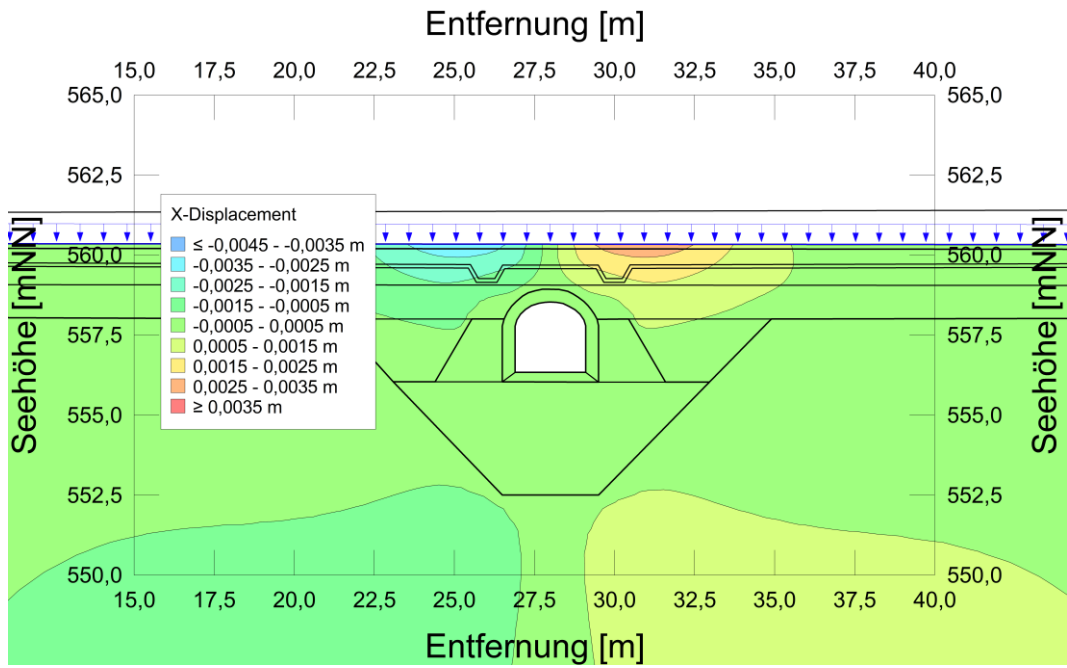 Entfernung [m]
15,0 17,5 20,0 22,5 25,0 27,5 30,0 32,5 35,0 37,5 40,0
565,0 565,0
562,5 562,5
560,0 560,0
557,5 557,5
555,0 555,0
552,5 552,5
550,0 550,0
Seehöhe [mNN]
Seehöhe [mNN]
X-Displacement
≤ -0,0045 - -0,0035 m
-0,0035 - -0,0025 m
-0,0025 - -0,0015 m
-0,0015 - -0,0005 m
-0,0005 - 0,0005 m
0,0005 - 0,0015 m
0,0015 - 0,0025 m
0,0025 - 0,0035 m
≥ 0,0035 m
15,0 17,5 20,0 22,5 25,0 27,5 30,0 32,5 35,0 37,5 40,0
Entfernung [m]